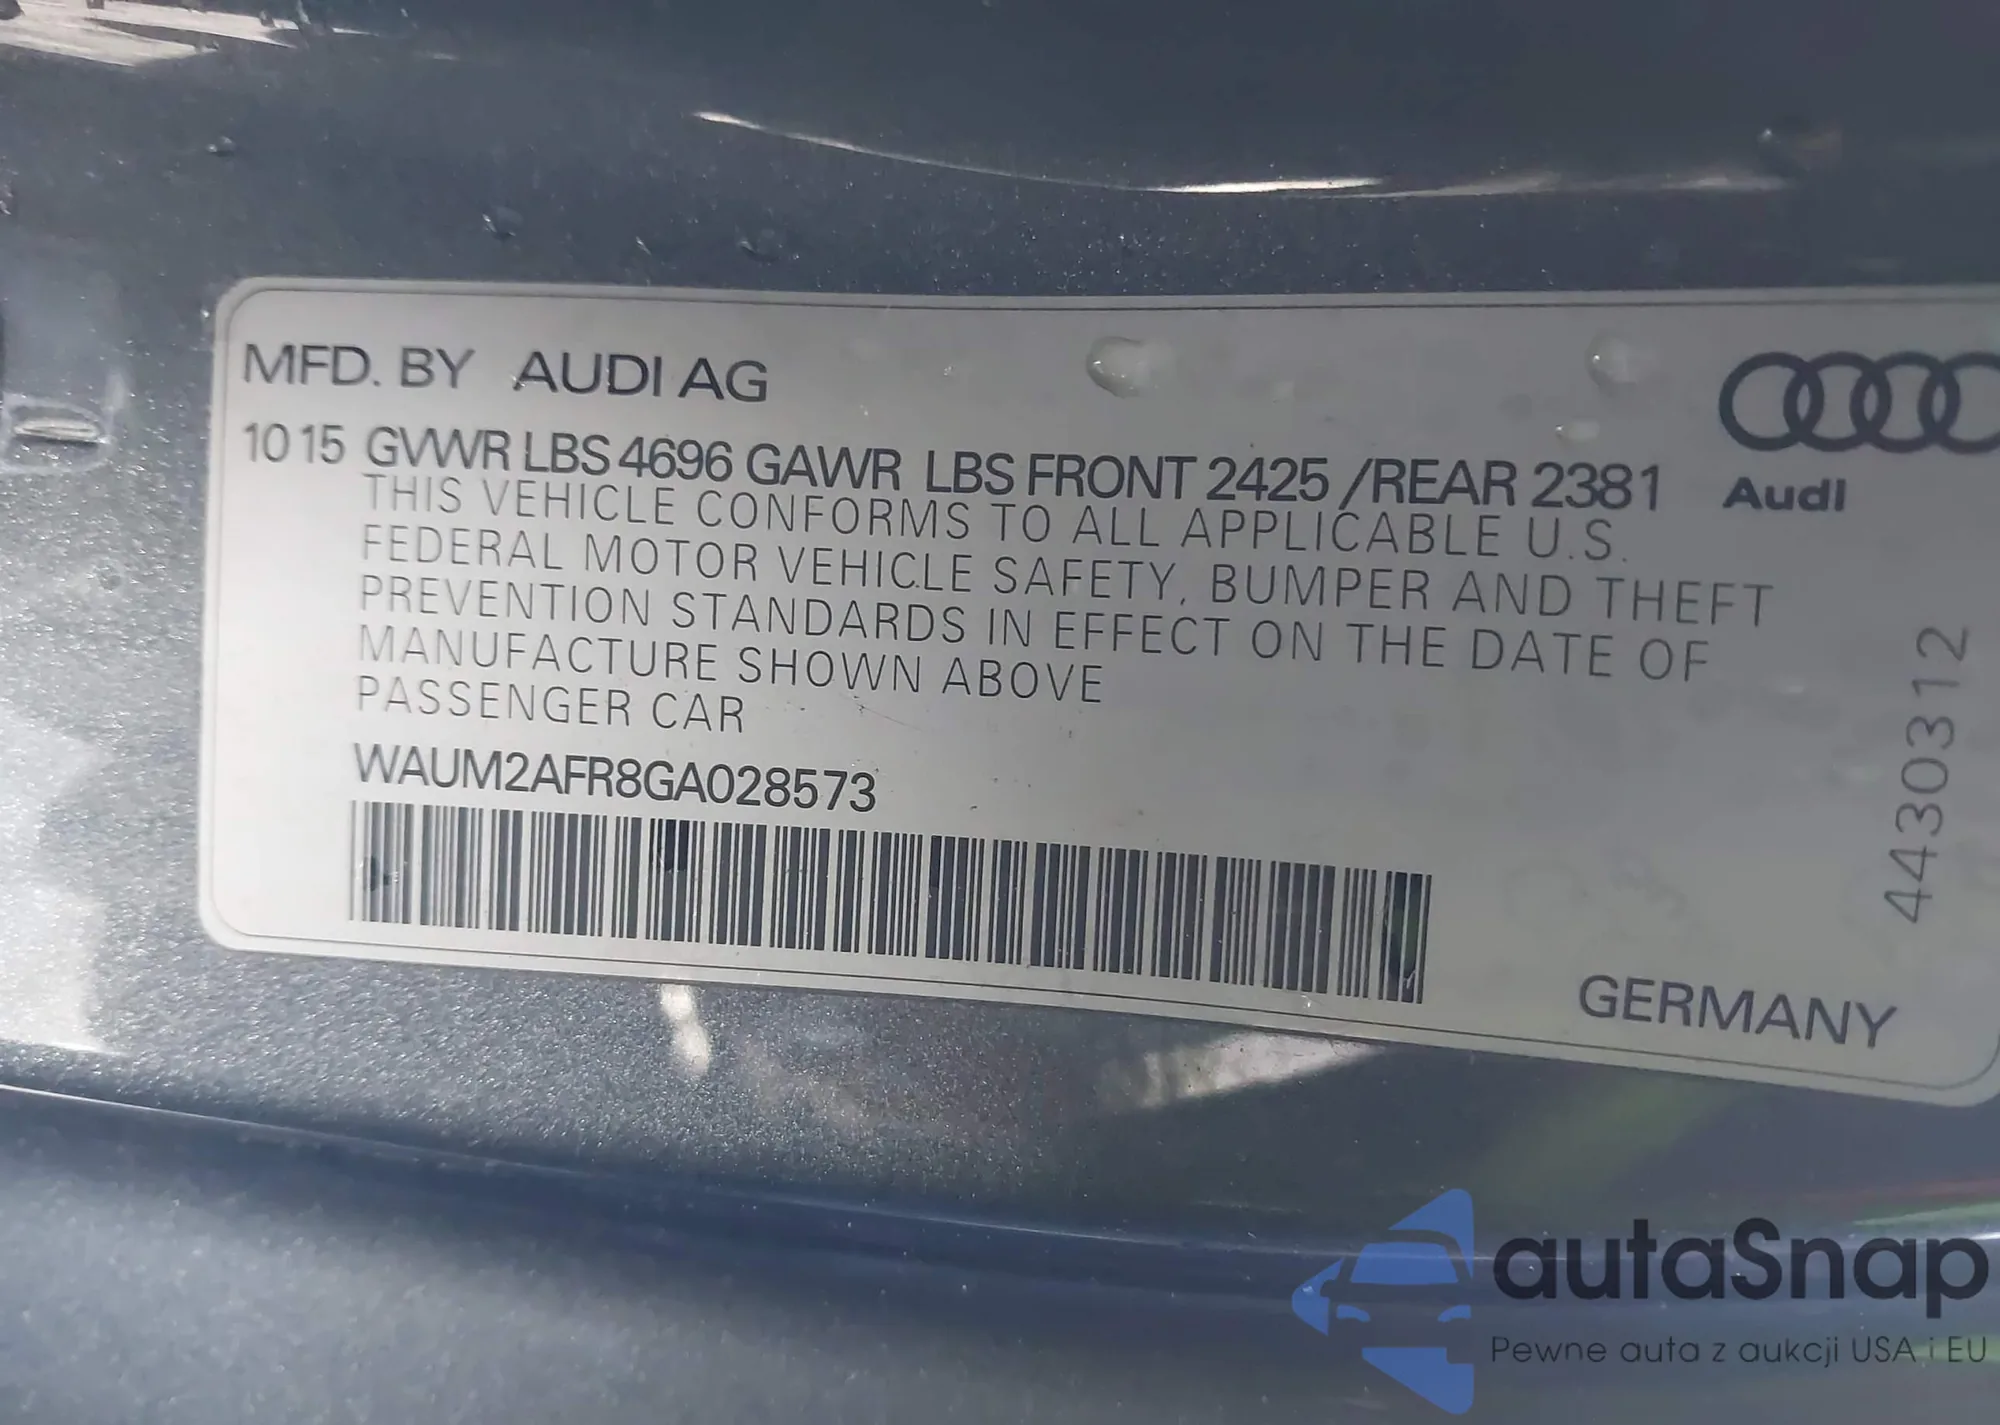 MFD. BY AUDI AG
10 15 GVWR LBS 4696 GAWR LBS FRONT 2425 /REAR 2381
Audi
THIS VEHICLE CONFORMS TO ALL APPLICABLE U.S.
FEDERAL MOTOR VEHICLE SAFETY, BUMPER AND THEFT
PREVENTION STANDARDS IN EFFECT ON THE DATE OF
MANUFACTURE SHOWN ABOVE
PASSENGER CAR
WAUM2AFR8GA028573
4430312
GERMANY
autaSnap
Pewne auta z aukcji USA i EU